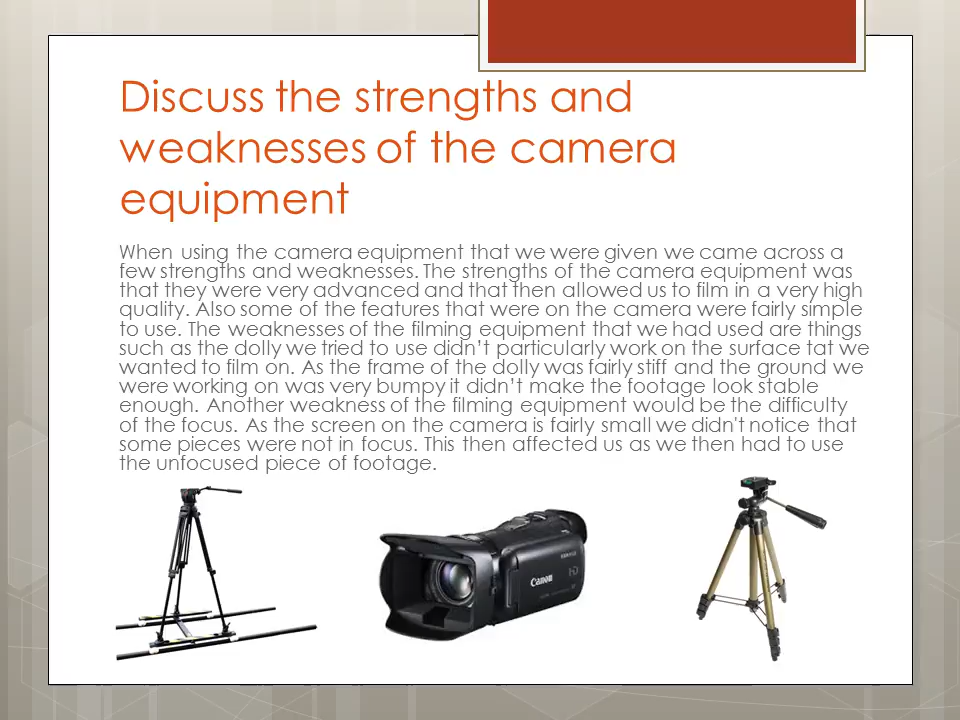 Discuss the strengths and
weaknesses of the camera
equipment
When using the camera equipment that we were given we came across a
few strengths and weaknesses. The strengths of the camera equipment was
that they were very advanced and that then allowed us to film in a very high
quality. Also some of the features that were on the camera were fairly simple
to use. The weaknesses of the filming equipment that we had used are things
such as the dolly we tried to use didn’t particularly work on the surface tat we
wanted to film on. As the frame of the dolly was fairly stiff and the ground we
were working on was very bumpy it didn’t make the footage look stable
enough. Another weakness of the filming equipment would be the difficulty
of the focus. As the screen on the camera is fairly small we didn't notice that
some pieces were not in focus. This then affected us as we then had to use
the unfocused piece of footage.
Canon
HD